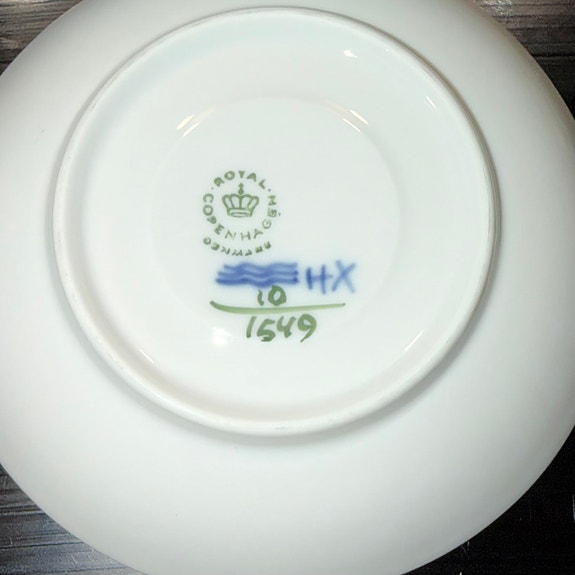 ROYAL
COPENHAGEN
DENMARK
HX
10
1549